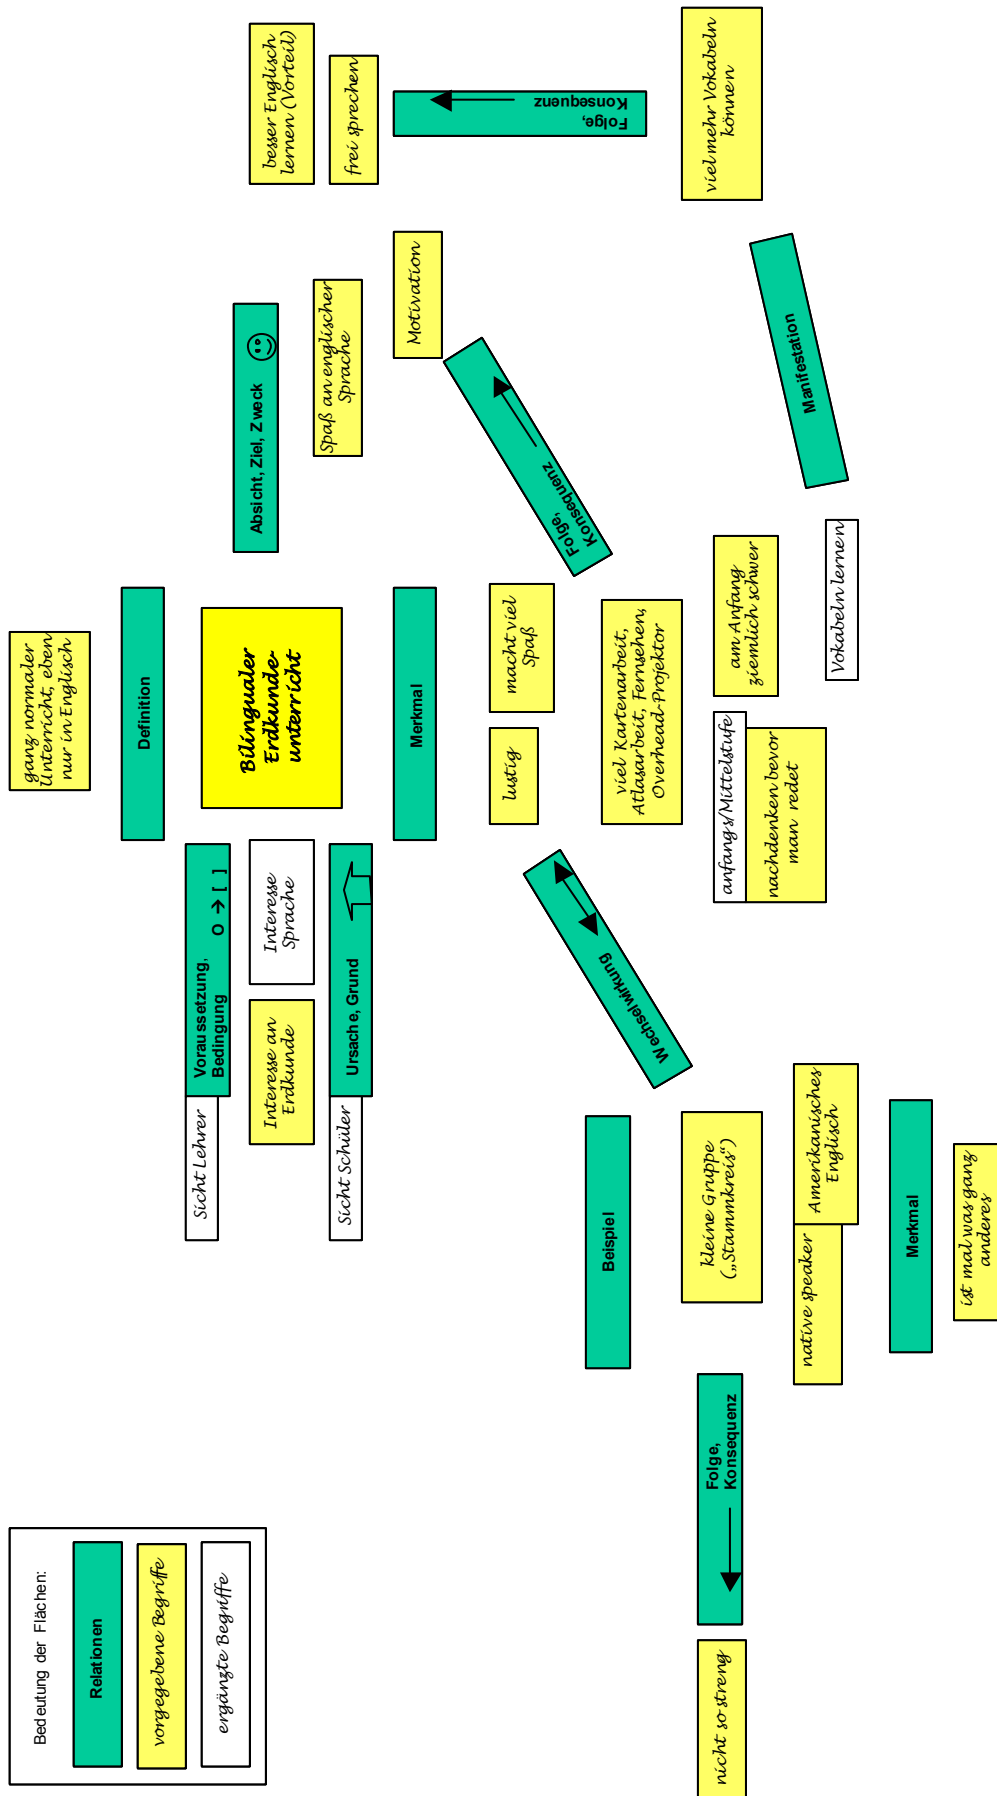 Bedeutung der Flächen:
Relationen
vorgegebene Begriffe
ergänzte Begriffe
ganz normaler
Unterricht, eben
nur in Englisch
Definition
Sicht Lehrer
Voraussetzung,
Bedingung O → [ ]
Bilingualer
Erdkunde-
unterricht
Absicht, Ziel, Zweck
besser Englisch
lernen (Vorteil)
Interesse an
Erdkunde
Interesse
Sprache
Spaß an englischer
Sprache
frei sprechen
Sicht Schüler
Ursache, Grund
Merkmal
Motivation
Folge,
Konsequenz
lustig
macht viel
Spaß
Folge,
Konsequenz
Wechselwirkung
viel Kartenarbeit,
Atlasarbeit, Fernsehen,
Overhead-Projektor
Beispiel
kleine Gruppe
(„Stammkreis“)
Folge,
Konsequenz
nicht so streng
anfangs/Mittelstufe
nachdenken bevor
man redet
am Anfang
ziemlich schwer
viel mehr Vokabeln
können
Manifestation
Vokabeln lernen
native speaker
Amerikanisches
Englisch
Merkmal
ist mal was ganz
anderes